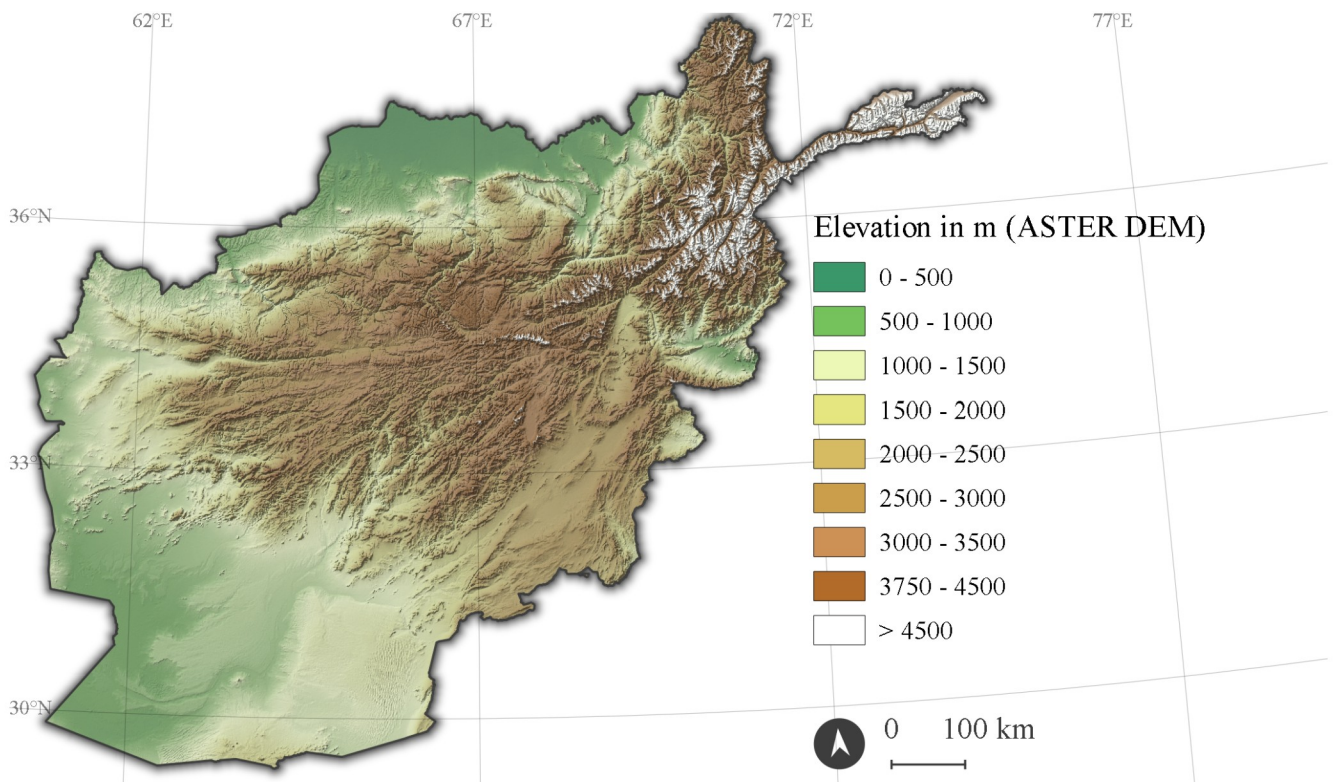 62°E 67°E 72°E 77°E
36°N
Elevation in m (ASTER DEM)
0 - 500
500 - 1000
1000 - 1500
1500 - 2000
33°N
2000 - 2500
2500 - 3000
3000 - 3500
3750 - 4500
> 4500
30°N
0 100 km